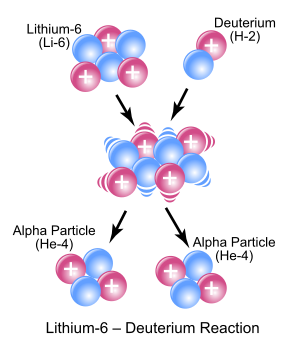 Lithium-6
(Li-6)
Deuterium
(H-2)
Alpha Particle
(He-4)
Alpha Particle
(He-4)
Lithium-6 – Deuterium Reaction